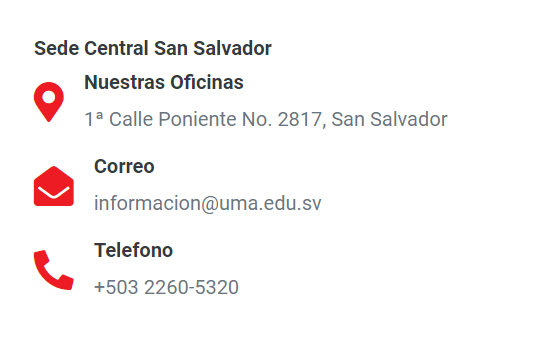 Sede Central San Salvador
Nuestras Oficinas
1ª Calle Poniente No. 2817, San Salvador
Correo
informacion@uma.edu.sv
Telefono
+503 2260-5320